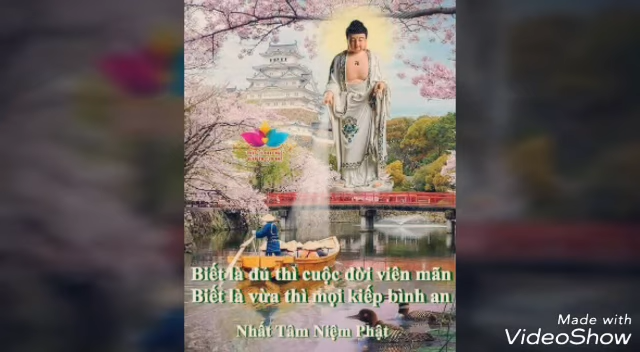 Biết là đủ thì cuộc đời viên mãn
Biết là vừa thì mọi kiếp bình an
Nhất Tâm Niệm Phật
Made with
VideoShow